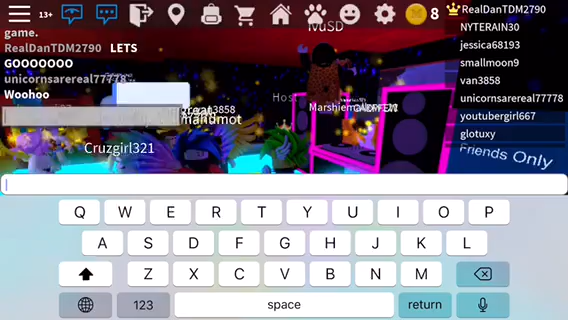 13+
8
RealDanTDM2790
NYTERAIN30
jessica68193
smallmoon9
van3858
unicornsarereal77778
youtubergirl667
glotuxy
game.
RealDanTDM2790 LETS
GOOOOOOO
unicornsarereal77778
Woohoo
Host
Cruzgirl321
Friends Only
Q W E R T Y U I O P
A S D F G H J K L
Z X C V B N M
123
space
return